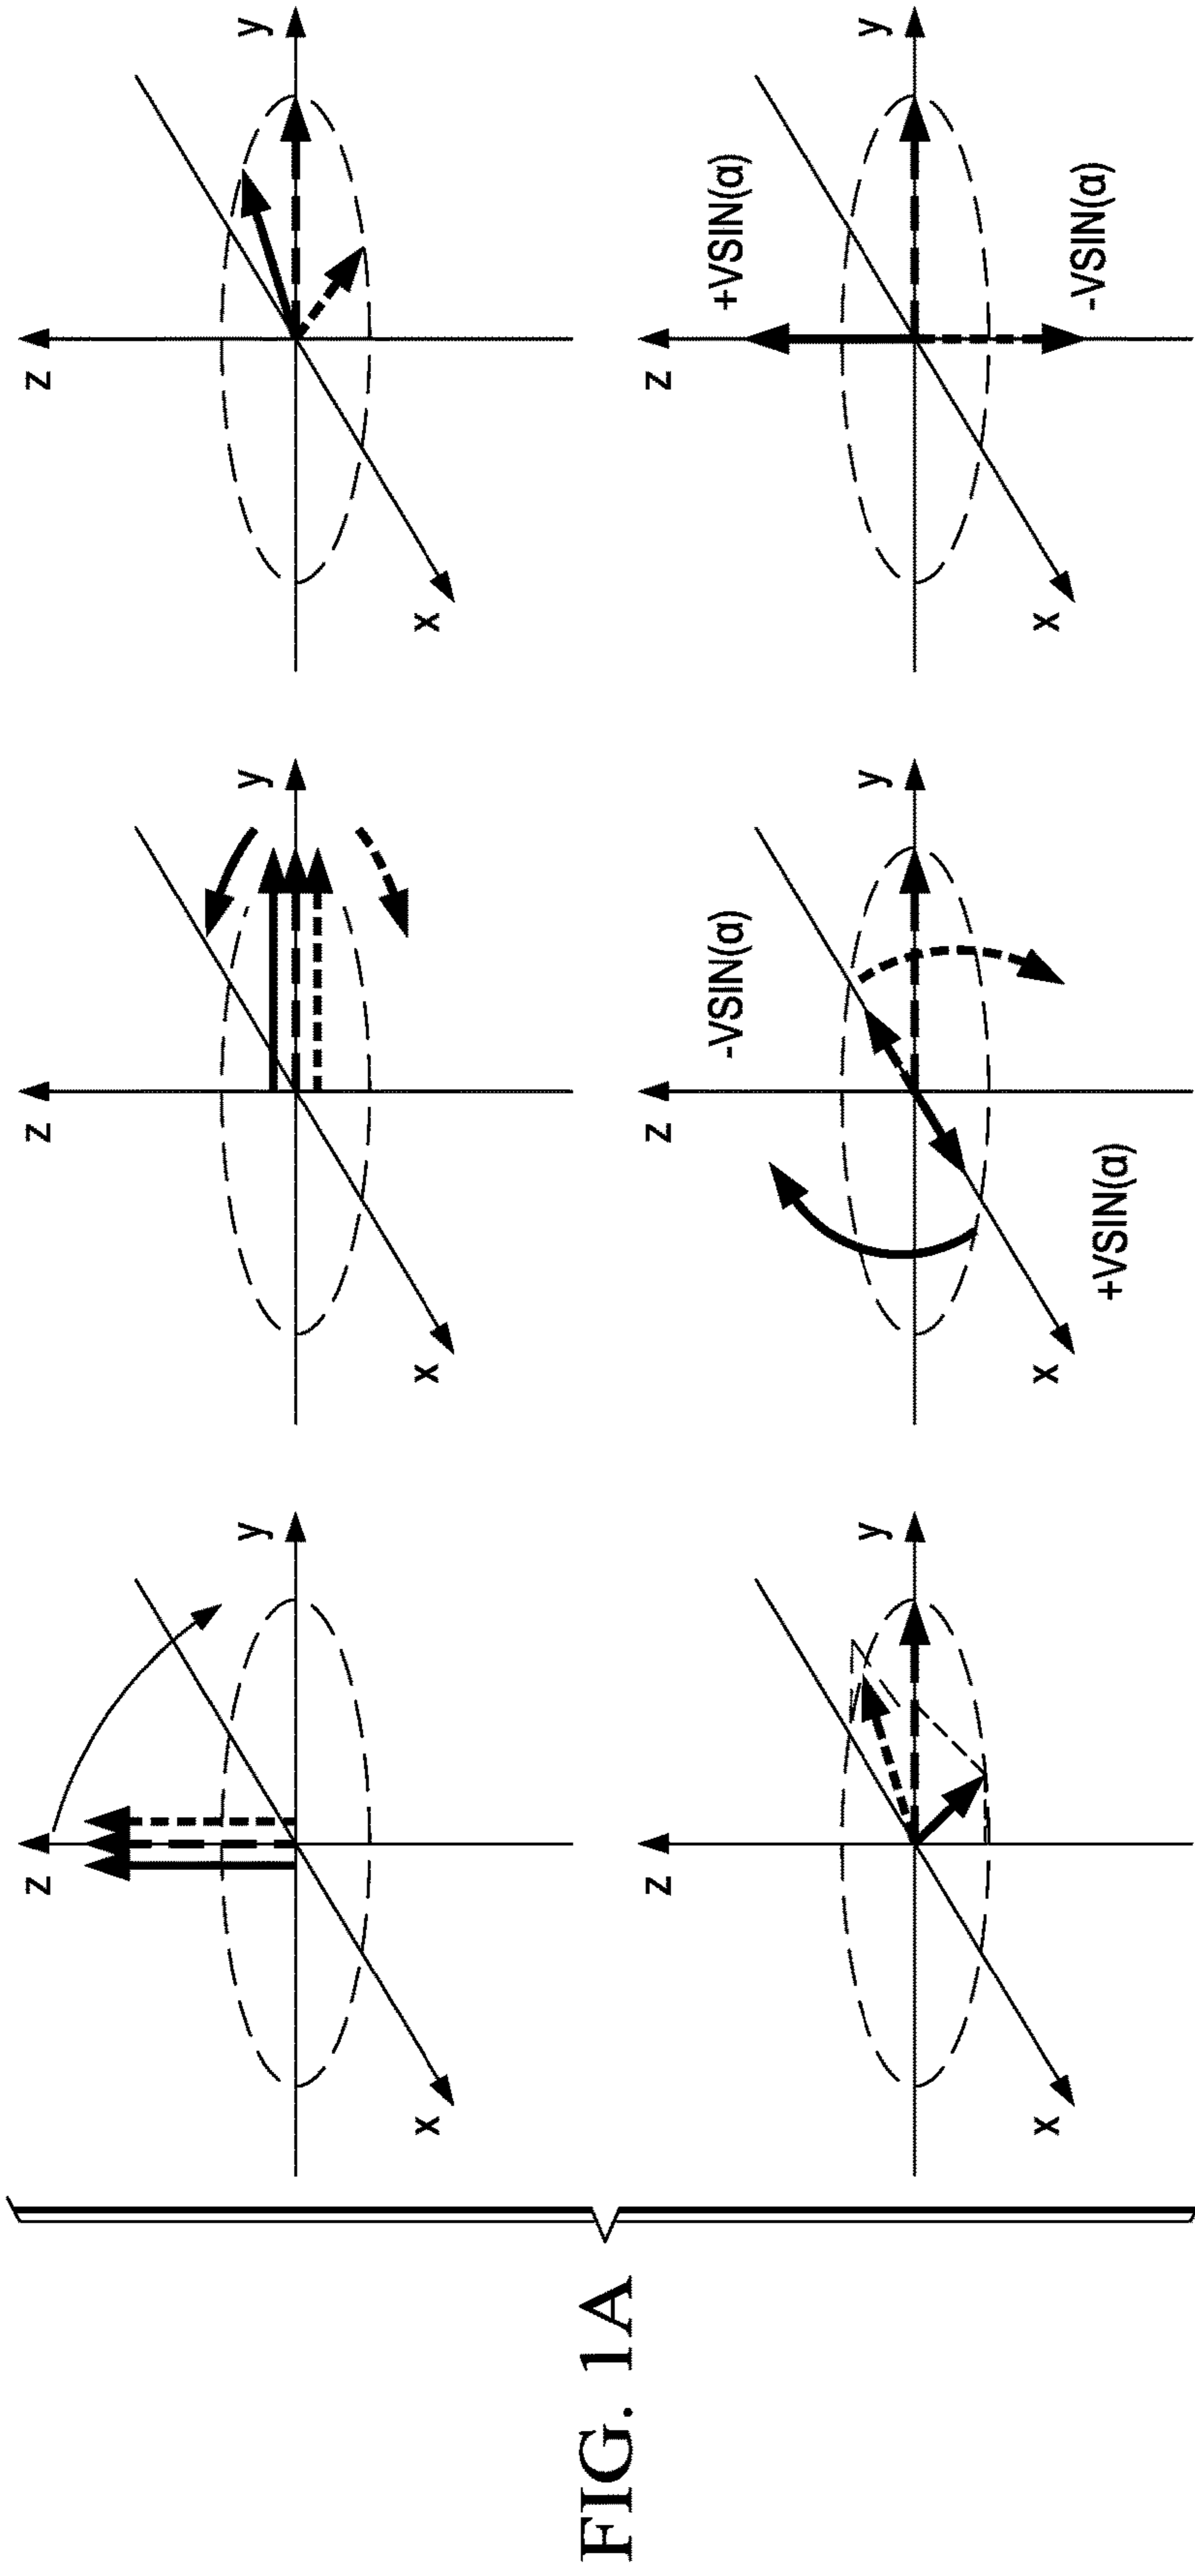 FIG. 1A
z
y
x
z
y
x
z
y
x
z
y
x
z
-VSIN(α)
y
x
+VSIN(α)
z
+VSIN(α)
y
x
-VSIN(α)